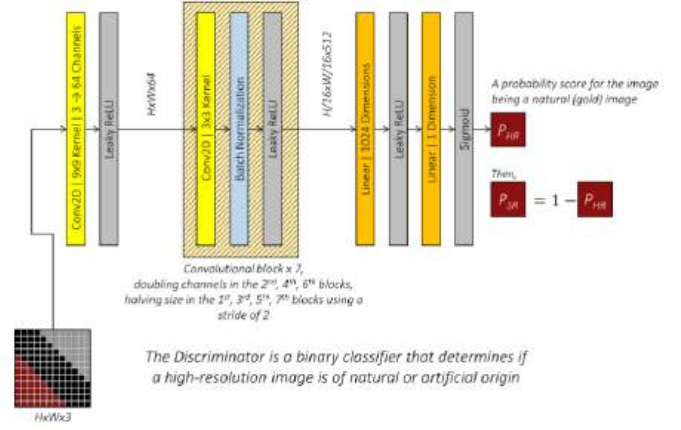 Conv2D | 9x9 Kernel | 3 → 64 Channels
Leaky ReLU
HxWx64
Conv2D | 3x3 Kernel
Batch Normalization
Leaky ReLU
H/16xW/16x512
Linear | 1024 Dimensions
Leaky ReLU
Linear | 1 Dimension
Sigmoid
A probability score for the image
being a natural (gold) image
P_HR
Then,
P_SR = 1 − P_HR
Convolutional block x 7,
doubling channels in the 2nd, 4th, 6th blocks,
halving size in the 1st, 3rd, 5th, 7th blocks using a
stride of 2
The Discriminator is a binary classifier that determines if
a high-resolution image is of natural or artificial origin
HxWx3